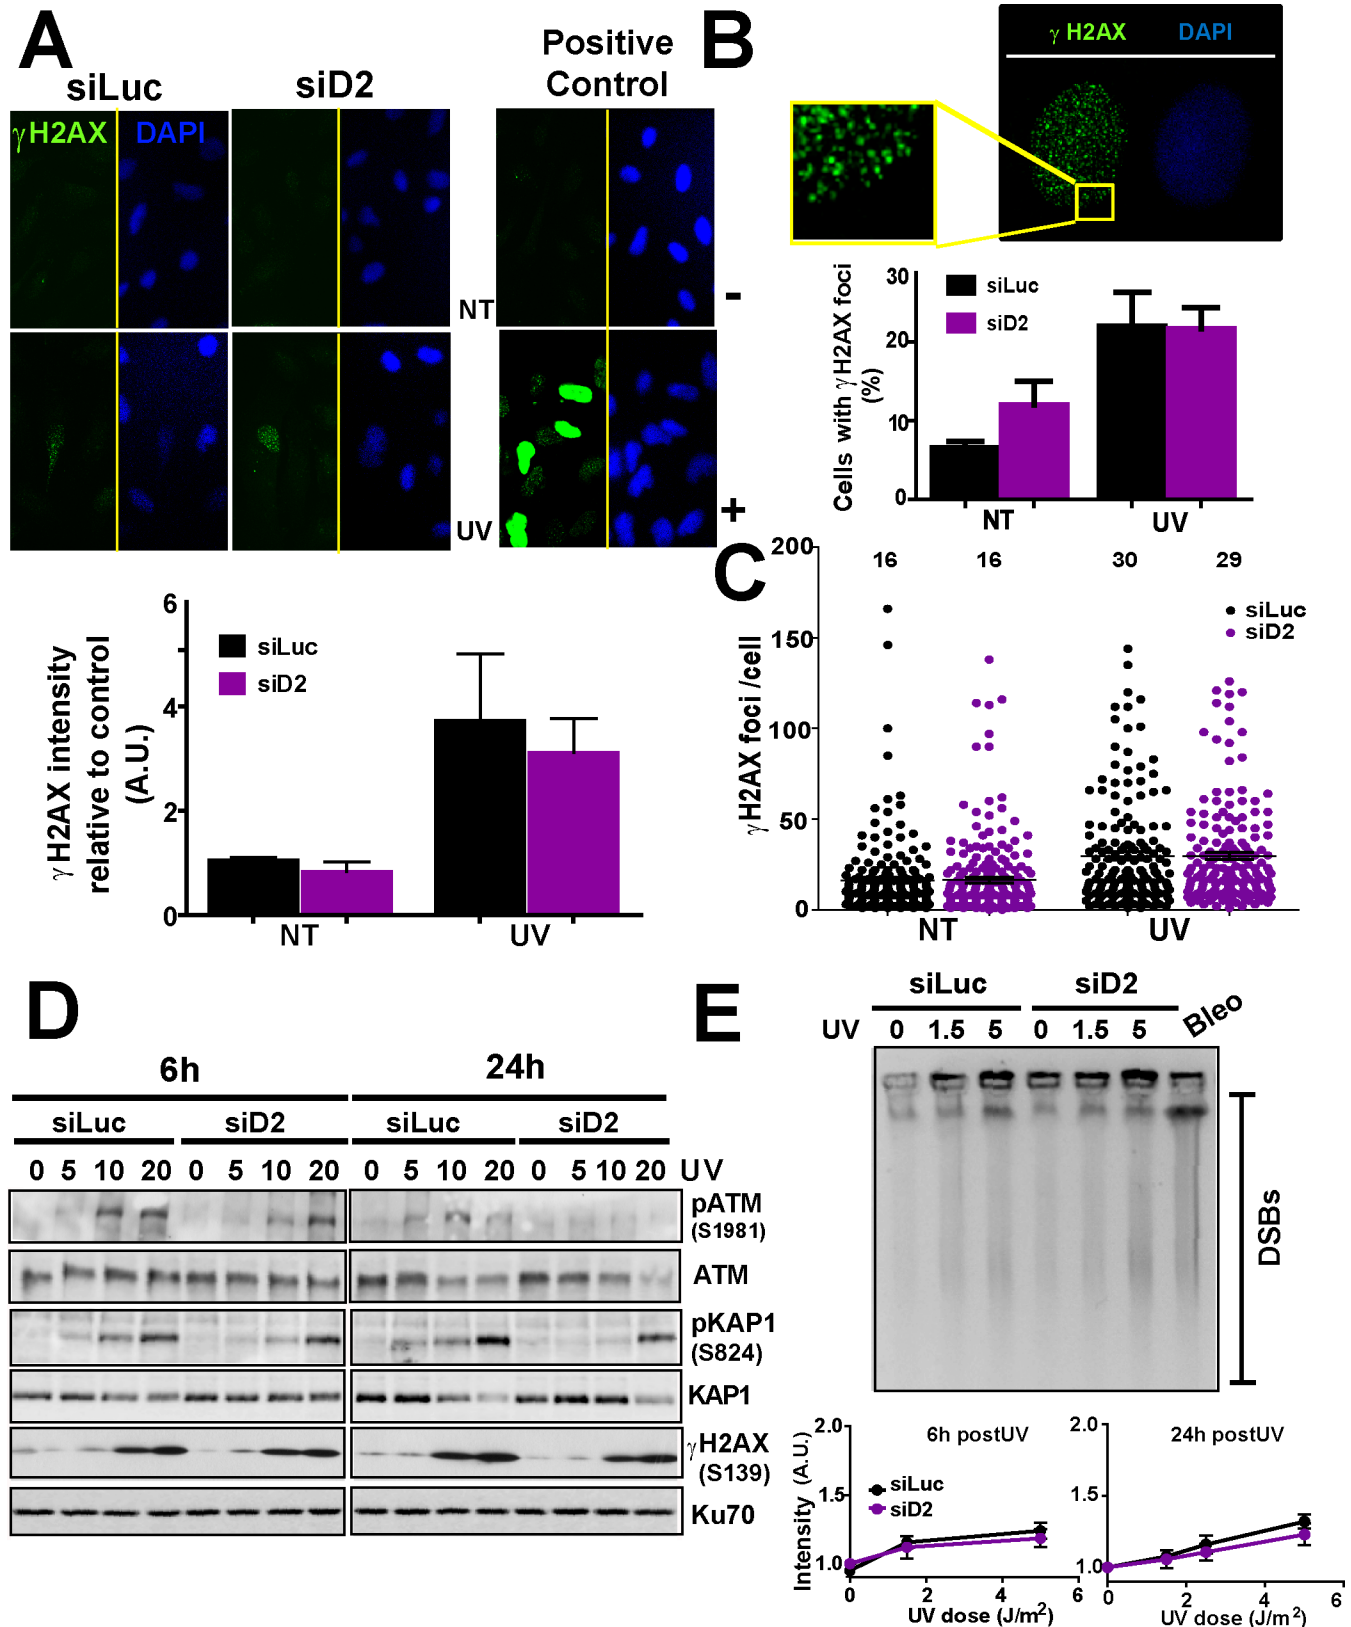 A
siLuc
siD2
Positive
Control
γH2AX
DAPI
NT
-
UV
+
γH2AX intensity
relative to control
(A.U.)
6
4
2
0
siLuc
siD2
NT
UV
B
γ H2AX
DAPI
Cells with γH2AX foci
(%)
30
20
10
0
siLuc
siD2
NT
UV
C
γH2AX foci /cell
200
150
100
50
0
16
16
30
29
siLuc
siD2
NT
UV
D
6h
24h
siLuc
siD2
siLuc
siD2
0 5 10 20 0 5 10 20 0 5 10 20 0 5 10 20 UV
pATM
(S1981)
ATM
pKAP1
(S824)
KAP1
γH2AX
(S139)
Ku70
E
siLuc
siD2
Bleo
UV 0 1.5 5 0 1.5 5
DSBs
Intensity (A.U.)
2.0
1.5
1.0
6h postUV
siLuc
siD2
0 2 4 6
UV dose (J/m²)
2.0
1.5
1.0
24h postUV
0 2 4 6
UV dose (J/m²)